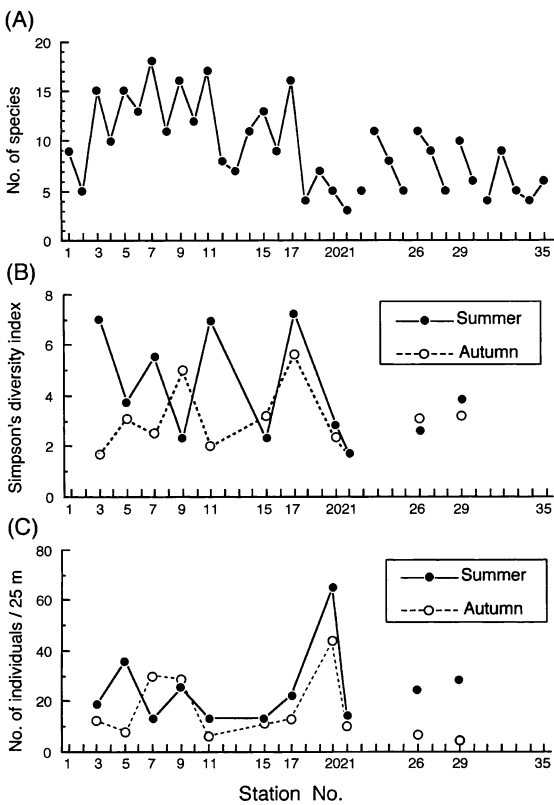 (A)
No. of species
20
15
10
5
0
1 3 5 7 9 11 15 17 2021 26 29 35
(B)
Simpson's diversity index
8
6
4
2
0
Summer
Autumn
1 3 5 7 9 11 15 17 2021 26 29 35
(C)
No. of individuals / 25 m
80
60
40
20
0
Summer
Autumn
1 3 5 7 9 11 15 17 2021 26 29 35
Station No.